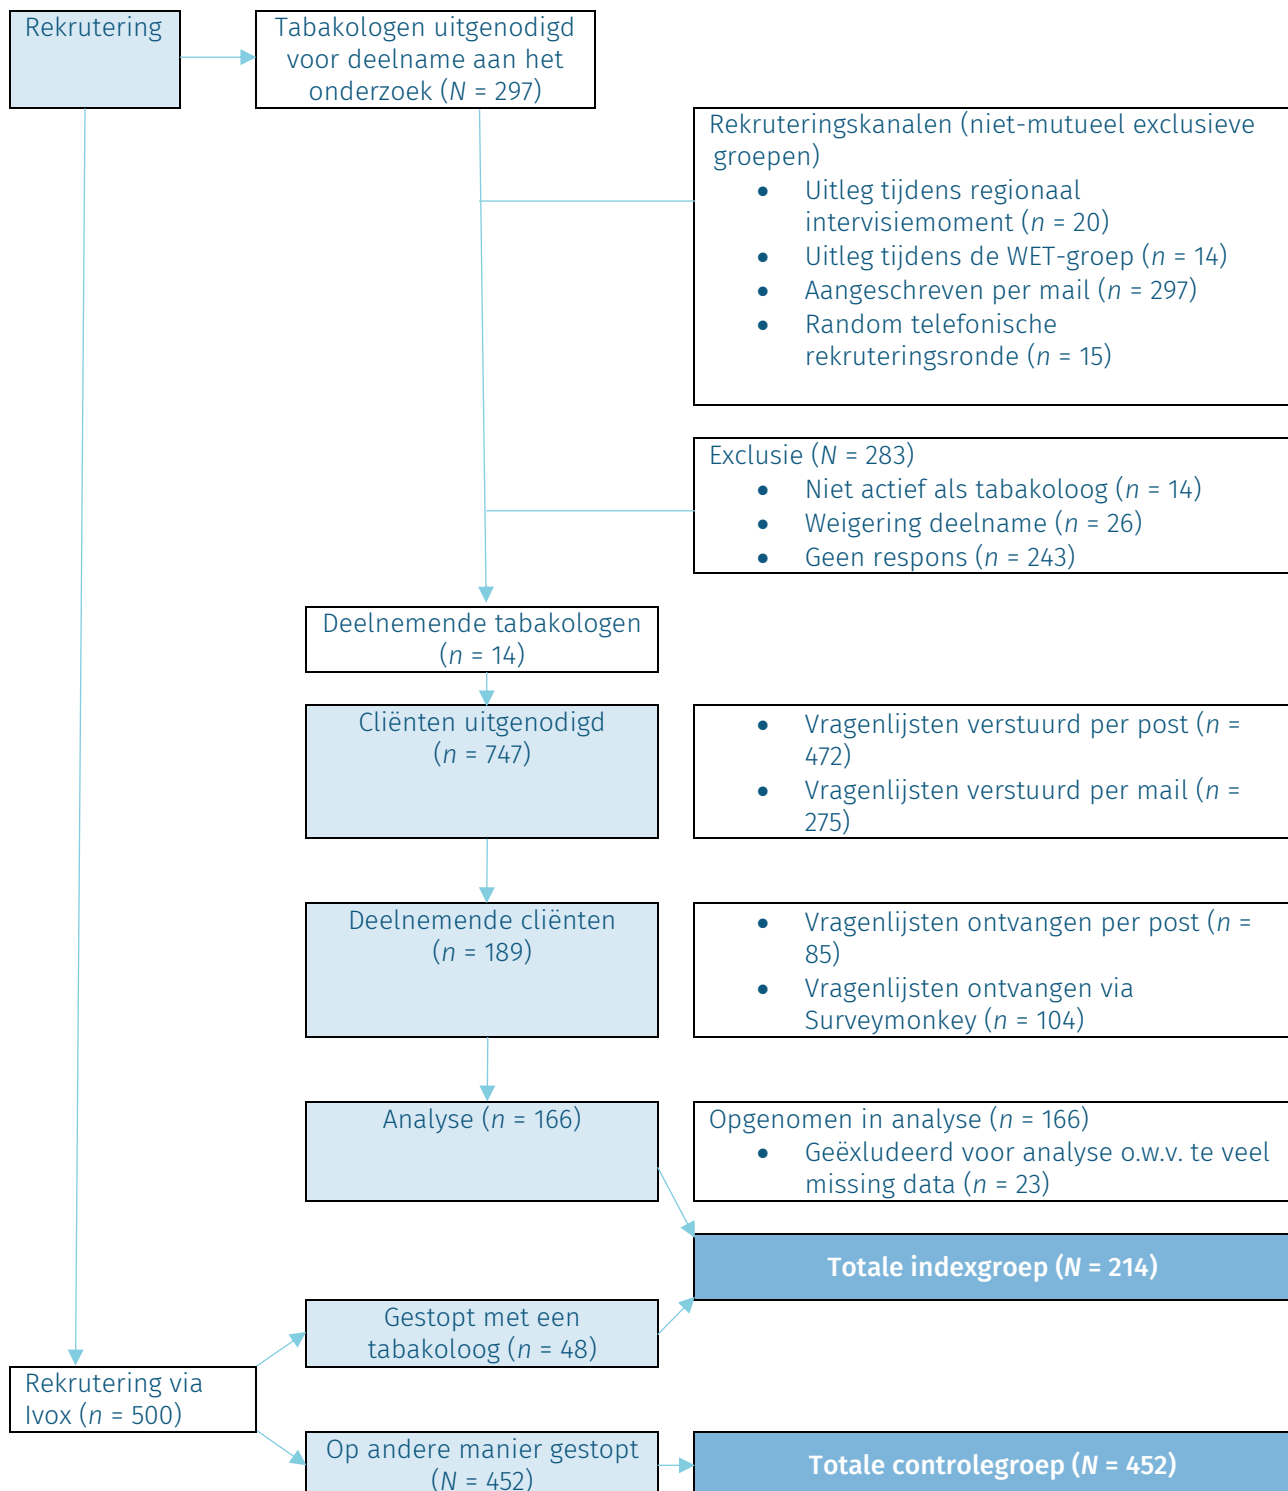 Rekrutering
Tabakologen uitgenodigd
voor deelname aan het
onderzoek (N = 297)
Rekruteringskanalen (niet-mutueel exclusieve
groepen)
• Uitleg tijdens regionaal
intervisiemoment (n = 20)
• Uitleg tijdens de WET-groep (n = 14)
• Aangeschreven per mail (n = 297)
• Random telefonische
rekruteringsronde (n = 15)
Exclusie (N = 283)
• Niet actief als tabakoloog (n = 14)
• Weigering deelname (n = 26)
• Geen respons (n = 243)
Deelnemende tabakologen
(n = 14)
Cliënten uitgenodigd
(n = 747)
• Vragenlijsten verstuurd per post (n =
472)
• Vragenlijsten verstuurd per mail (n =
275)
Deelnemende cliënten
(n = 189)
• Vragenlijsten ontvangen per post (n =
85)
• Vragenlijsten ontvangen via
Surveymonkey (n = 104)
Analyse (n = 166)
Opgenomen in analyse (n = 166)
• Geëxludeerd voor analyse o.w.v. te veel
missing data (n = 23)
Totale indexgroep (N = 214)
Gestopt met een
tabakoloog (n = 48)
Rekrutering via
Ivox (n = 500)
Op andere manier gestopt
(N = 452)
Totale controlegroep (N = 452)